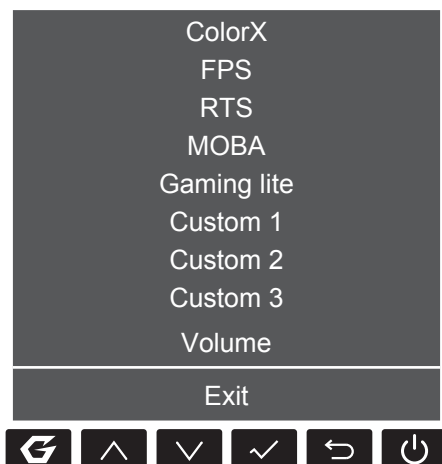 ColorX
FPS
RTS
MOBA
Gaming lite
Custom 1
Custom 2
Custom 3
Volume
Exit